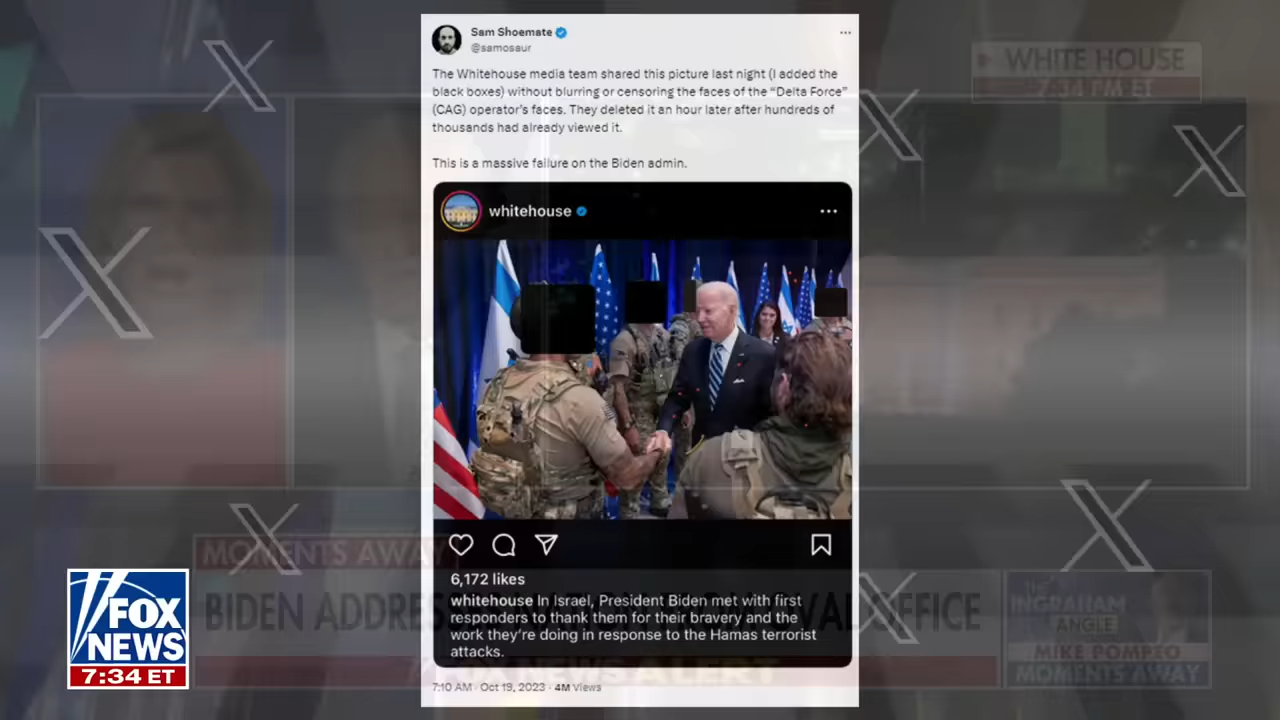 Sam Shoemate
@samosaur
The Whitehouse media team shared this picture last night (I added the
black boxes) without blurring or censoring the faces of the “Delta Force”
(CAG) operator’s faces. They deleted it an hour later after hundreds of
thousands had already viewed it.
This is a massive failure on the Biden admin.
whitehouse
6,172 likes
whitehouse In Israel, President Biden met with first
responders to thank them for their bravery and the
work they’re doing in response to the Hamas terrorist
attacks.
7:10 AM · Oct 19, 2023 · 4M Views
WHITE HOUSE
7:34 PM ET
MOMENTS AWAY
BIDEN ADDRES
OFFICE
NEWS ALERT
THE
INGRAHAM
ANGLE
MIKE POMPEO
MOMENTS AWAY
FOX
NEWS
7:34 ET